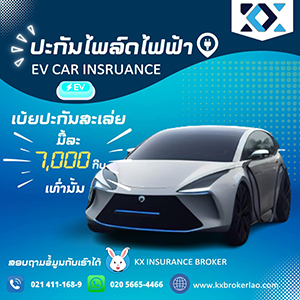 KX
ປະກັນໄພລົດໄຟຟ້າ
EV CAR INSRUANCE
EV
ເບ້ຍປະກັນສະເລ່ຍ
ມື້ລະ
7,000 ກີບ
ເທົ່ານັ້ນ
ສອບຖາມຂໍ້ມູນກັບເຮົາໄດ້
KX INSURANCE BROKER
021 411-168-9
020 5665-4466
www.kxbrokerlao.com